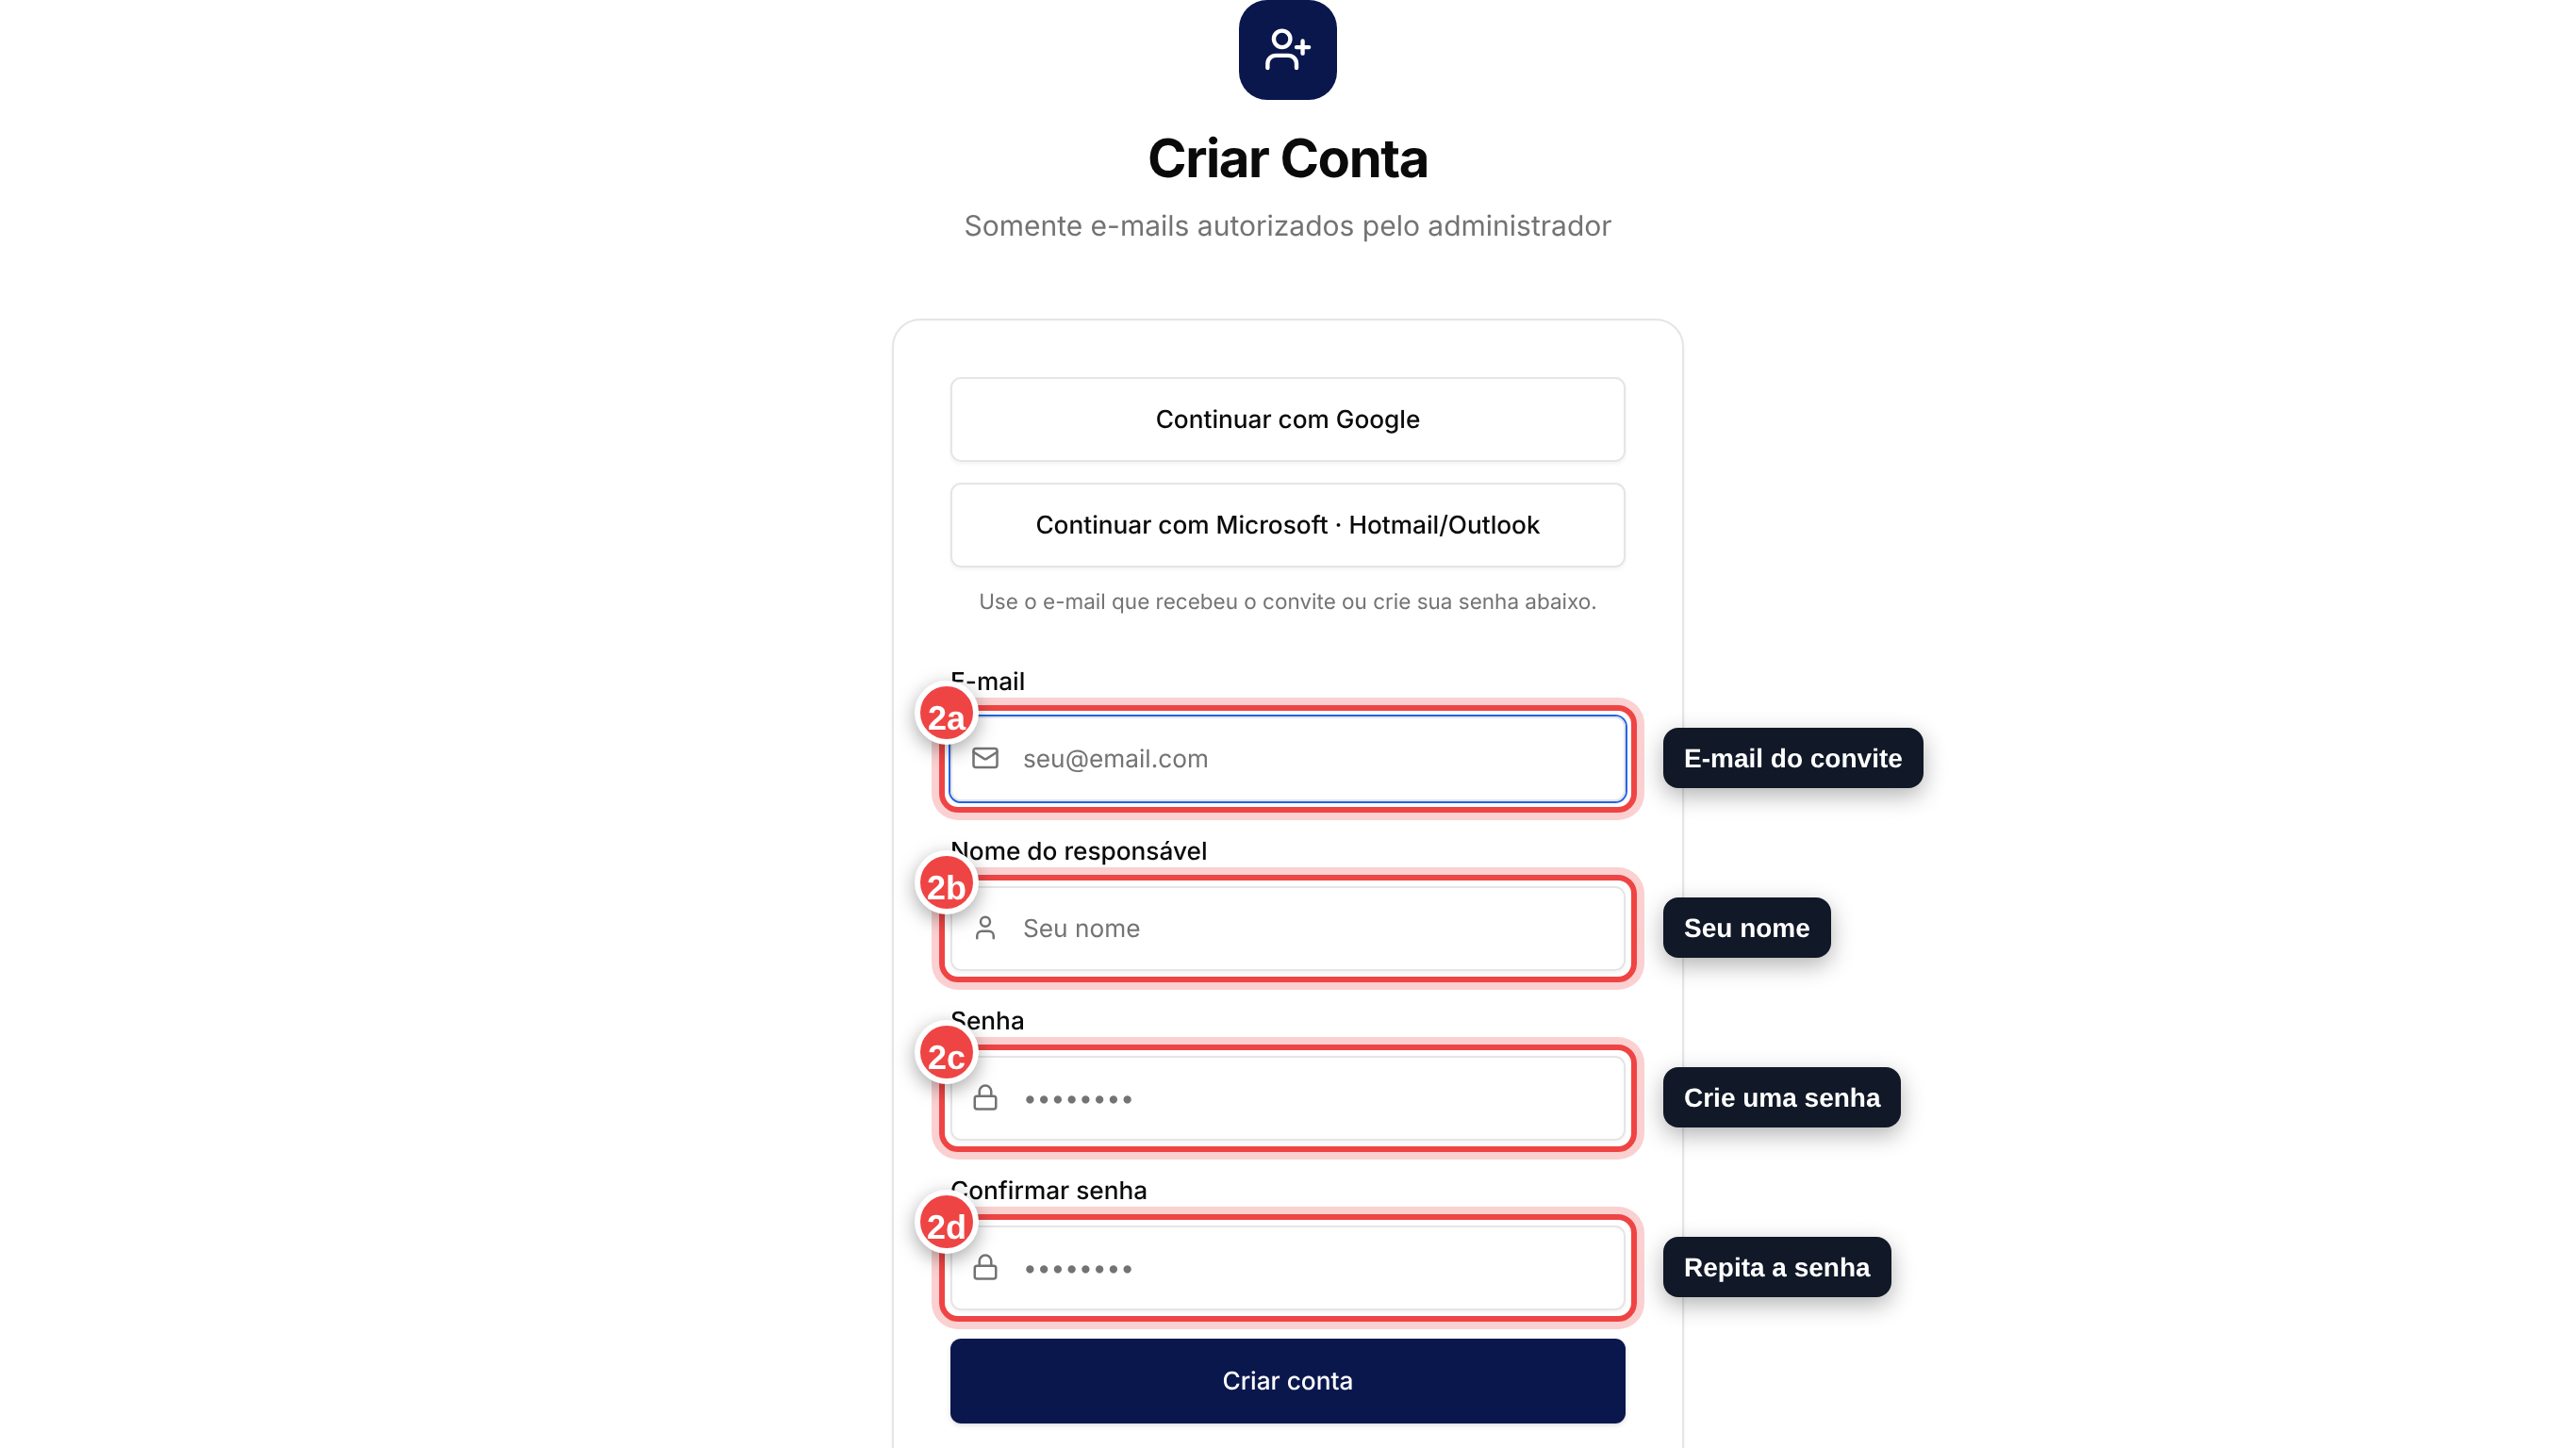 Criar Conta
Somente e-mails autorizados pelo administrador
Continuar com Google
Continuar com Microsoft · Hotmail/Outlook
Use o e-mail que recebeu o convite ou crie sua senha abaixo.
E-mail
2a
seu@email.com
E-mail do convite
Nome do responsável
2b
Seu nome
Seu nome
Senha
2c
••••••••
Crie uma senha
Confirmar senha
2d
••••••••
Repita a senha
Criar conta